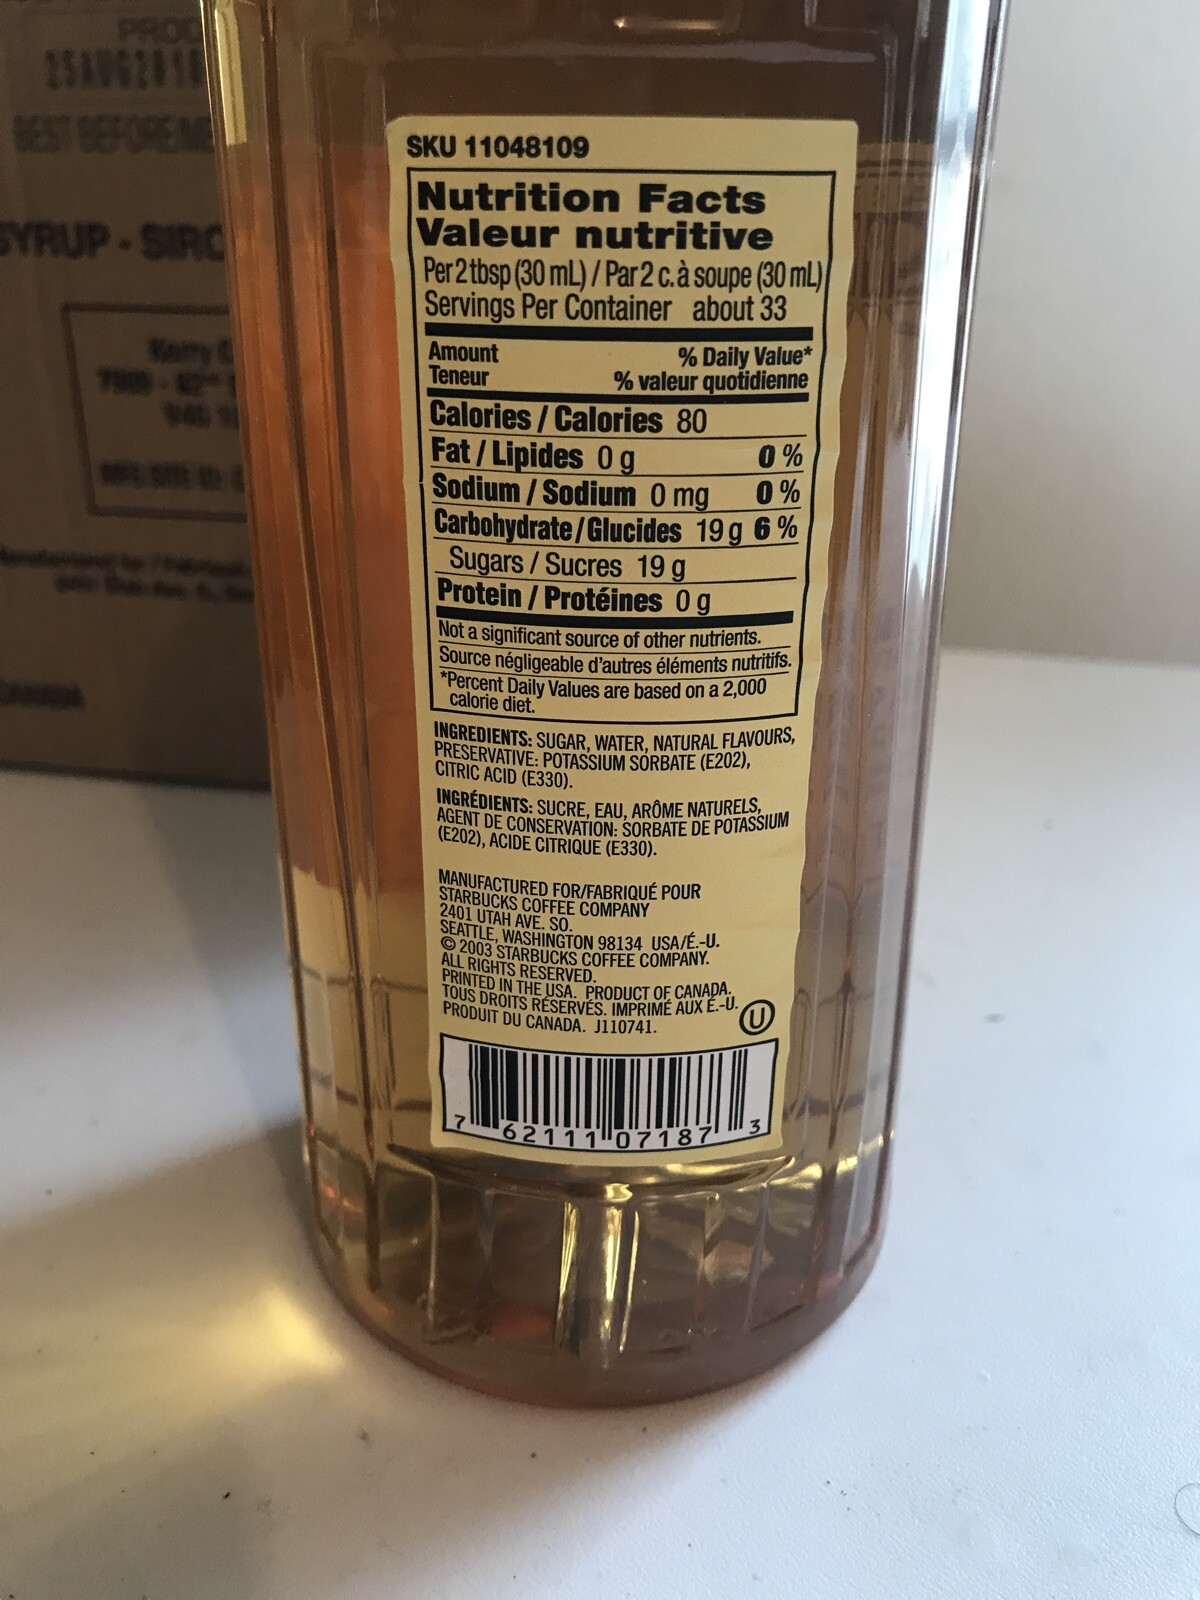 PROD
25AUG2018
BEST BEFORE
SYRUP - SIRO
Kerry
CANADA
SKU 11048109
Nutrition Facts
Valeur nutritive
Per 2 tbsp (30 mL) / Par 2 c. à soupe (30 mL)
Servings Per Container about 33
Amount % Daily Value*
Teneur % valeur quotidienne
Calories / Calories 80
Fat / Lipides 0 g 0 %
Sodium / Sodium 0 mg 0 %
Carbohydrate / Glucides 19 g 6 %
Sugars / Sucres 19 g
Protein / Protéines 0 g
Not a significant source of other nutrients.
Source négligeable d'autres éléments nutritifs.
*Percent Daily Values are based on a 2,000
calorie diet.
INGREDIENTS: SUGAR, WATER, NATURAL FLAVOURS,
PRESERVATIVE: POTASSIUM SORBATE (E202),
CITRIC ACID (E330).
INGRÉDIENTS: SUCRE, EAU, ARÔME NATURELS,
AGENT DE CONSERVATION: SORBATE DE POTASSIUM
(E202), ACIDE CITRIQUE (E330).
MANUFACTURED FOR/FABRIQUÉ POUR
STARBUCKS COFFEE COMPANY
2401 UTAH AVE. SO.
SEATTLE, WASHINGTON 98134 USA/É.-U.
© 2003 STARBUCKS COFFEE COMPANY.
ALL RIGHTS RESERVED.
PRINTED IN THE USA. PRODUCT OF CANADA.
TOUS DROITS RÉSERVÉS. IMPRIMÉ AUX É.-U.
PRODUIT DU CANADA. J110741.
U
7 62111 07187 3